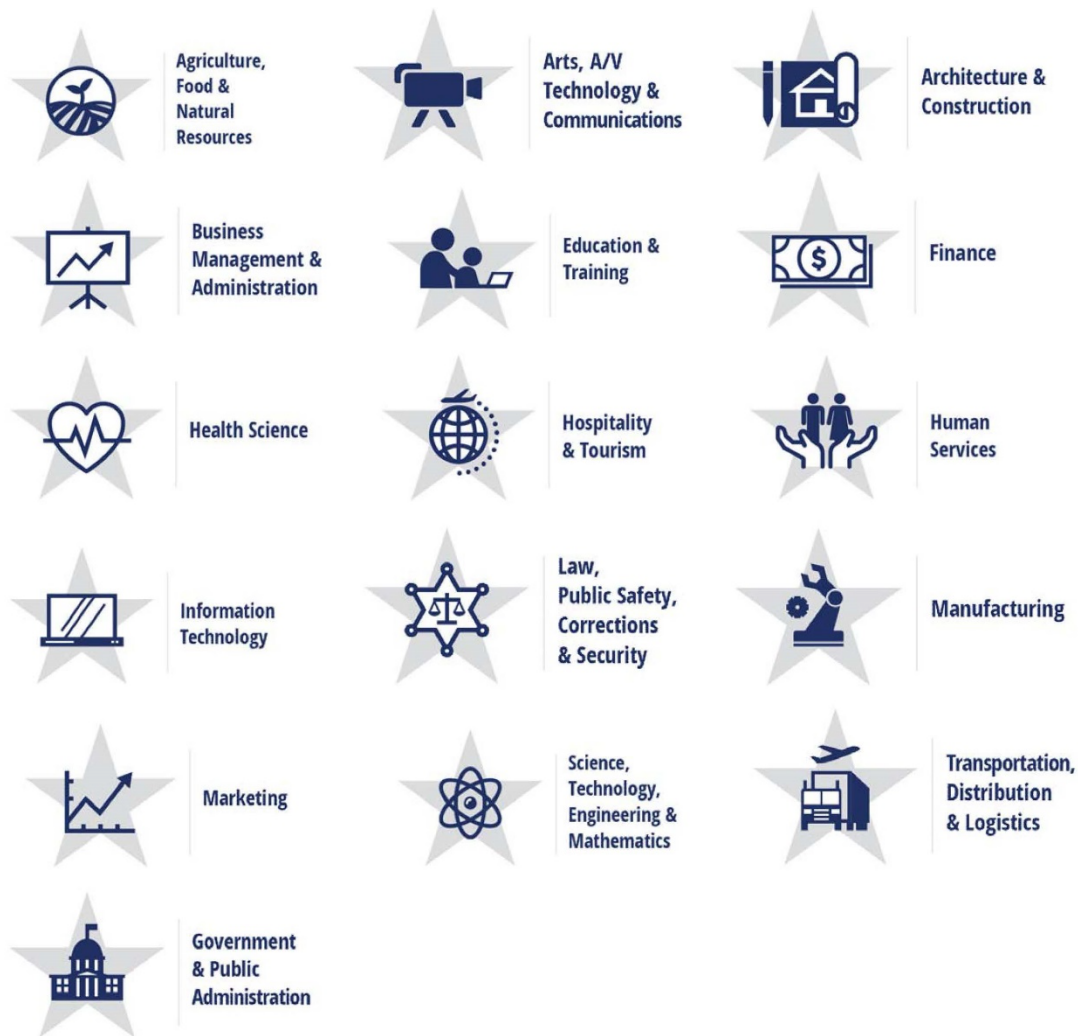 Agriculture,
Food &
Natural
Resources
Arts, A/V
Technology &
Communications
Architecture &
Construction
Business
Management &
Administration
Education &
Training
$
Finance
Health Science
Hospitality
& Tourism
Human
Services
Information
Technology
Law,
Public Safety,
Corrections
& Security
Manufacturing
Marketing
Science,
Technology,
Engineering &
Mathematics
Transportation,
Distribution
& Logistics
Government
& Public
Administration